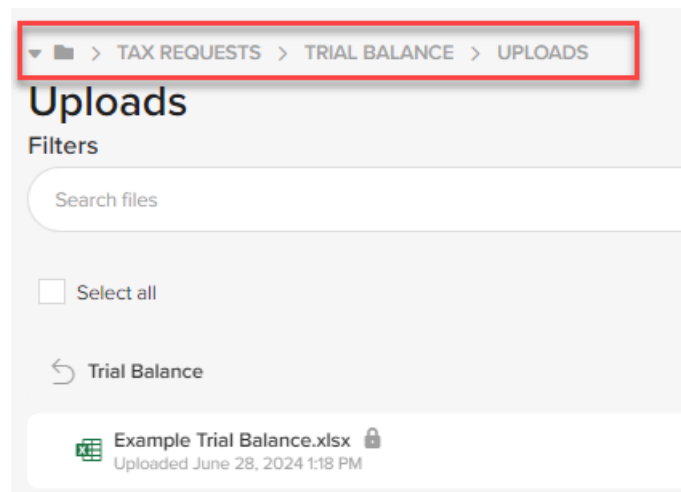 > TAX REQUESTS > TRIAL BALANCE > UPLOADS
Uploads
Filters
Search files
Select all
Trial Balance
Example Trial Balance.xlsx
Uploaded June 28, 2024 1:18 PM